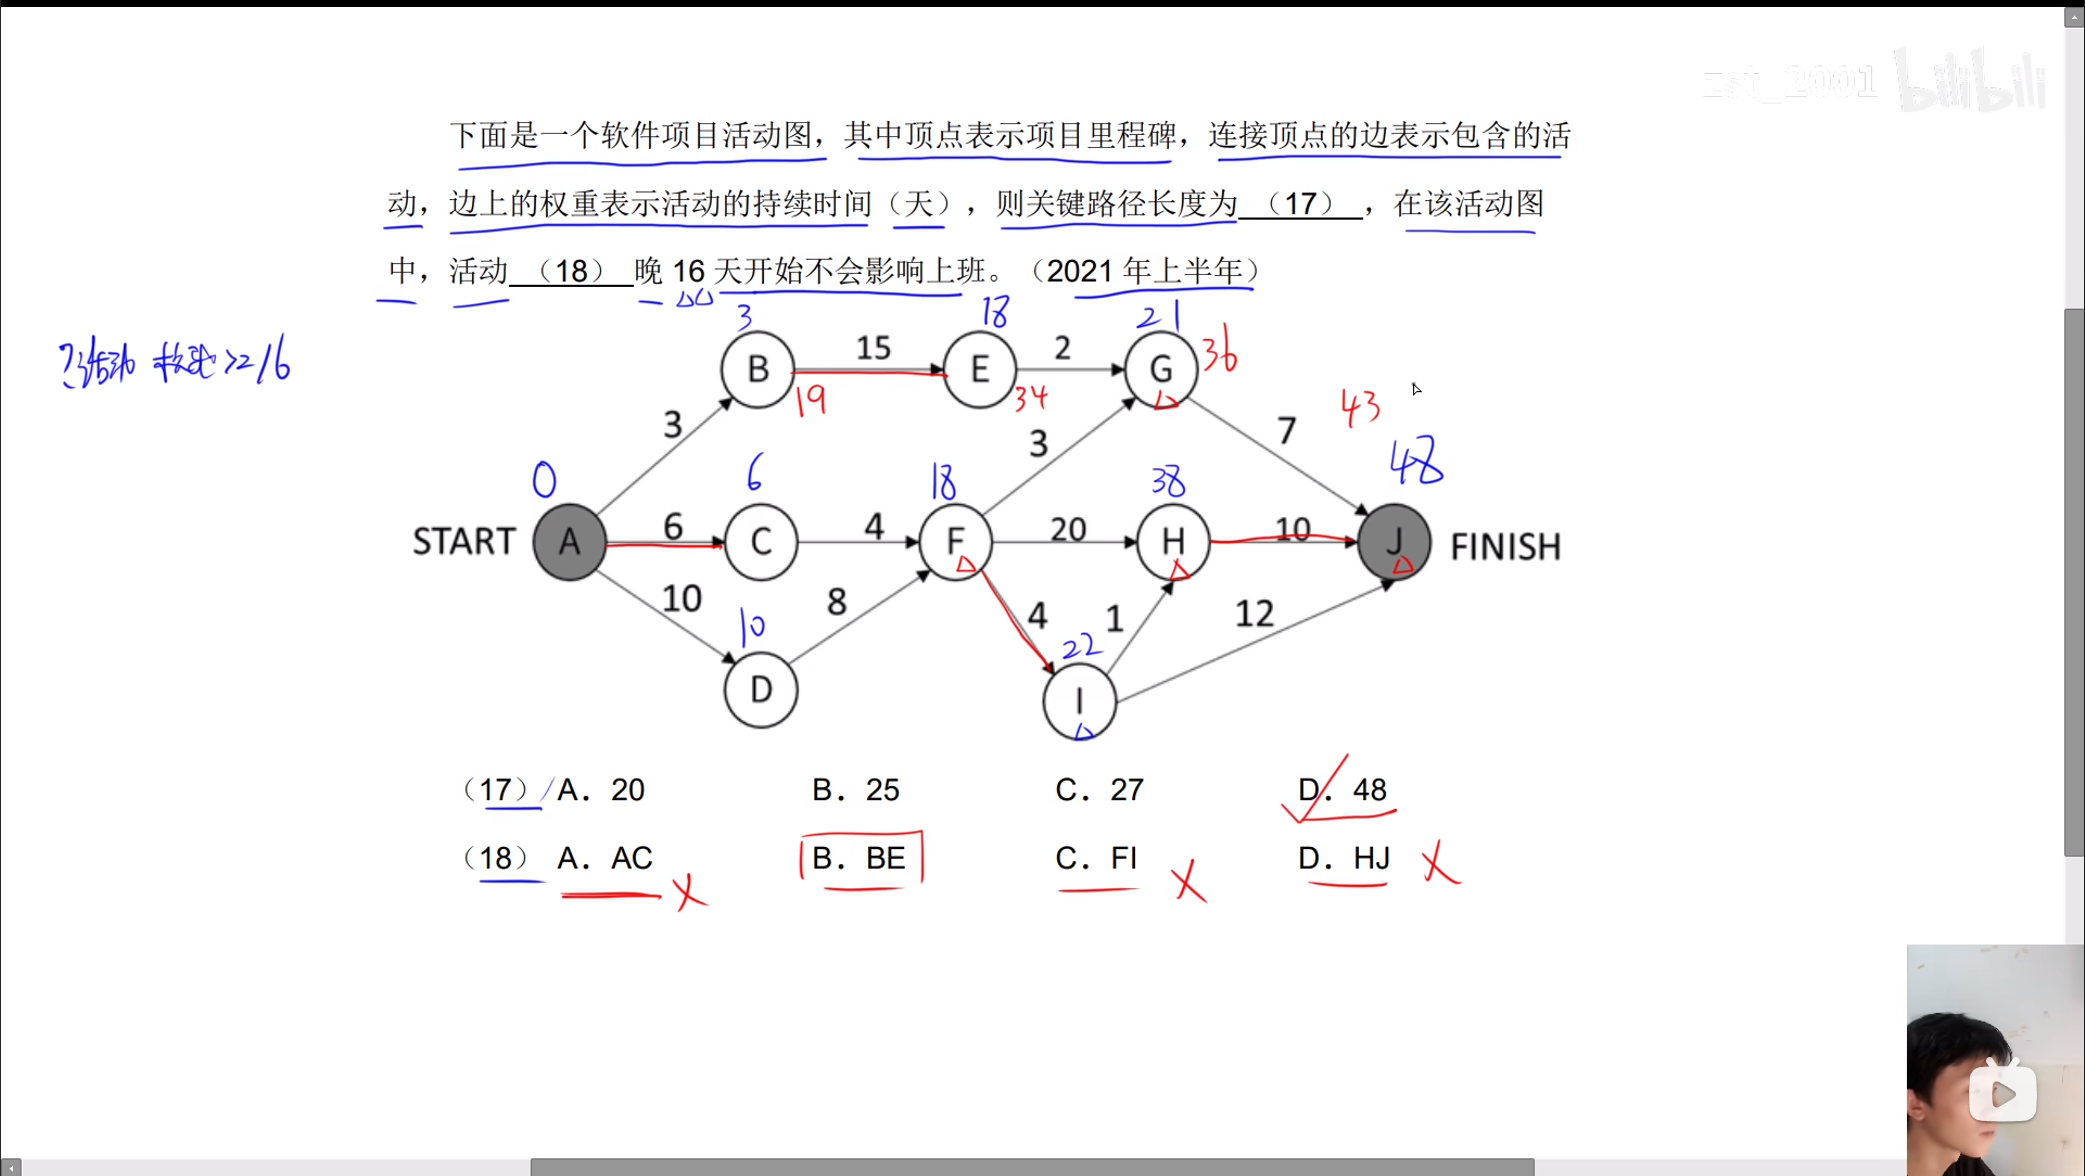 zst_2001 bilibili
下面是一个软件项目活动图，其中顶点表示项目里程碑，连接顶点的边表示包含的活
动，边上的权重表示活动的持续时间（天），则关键路径长度为（17），在该活动图
中，活动（18）晚 16 天开始不会影响上班。（2021 年上半年）
3 18 21
B 15 E 2 G 36
19 34
3 3 7 43
0 6 18 38 48
START A 6 C 4 F 20 H 10 J FINISH
10 8 4 1 12
10 22
D I
（17） A. 20 B. 25 C. 27 D. 48
（18） A. AC B. BE C. FI D. HJ